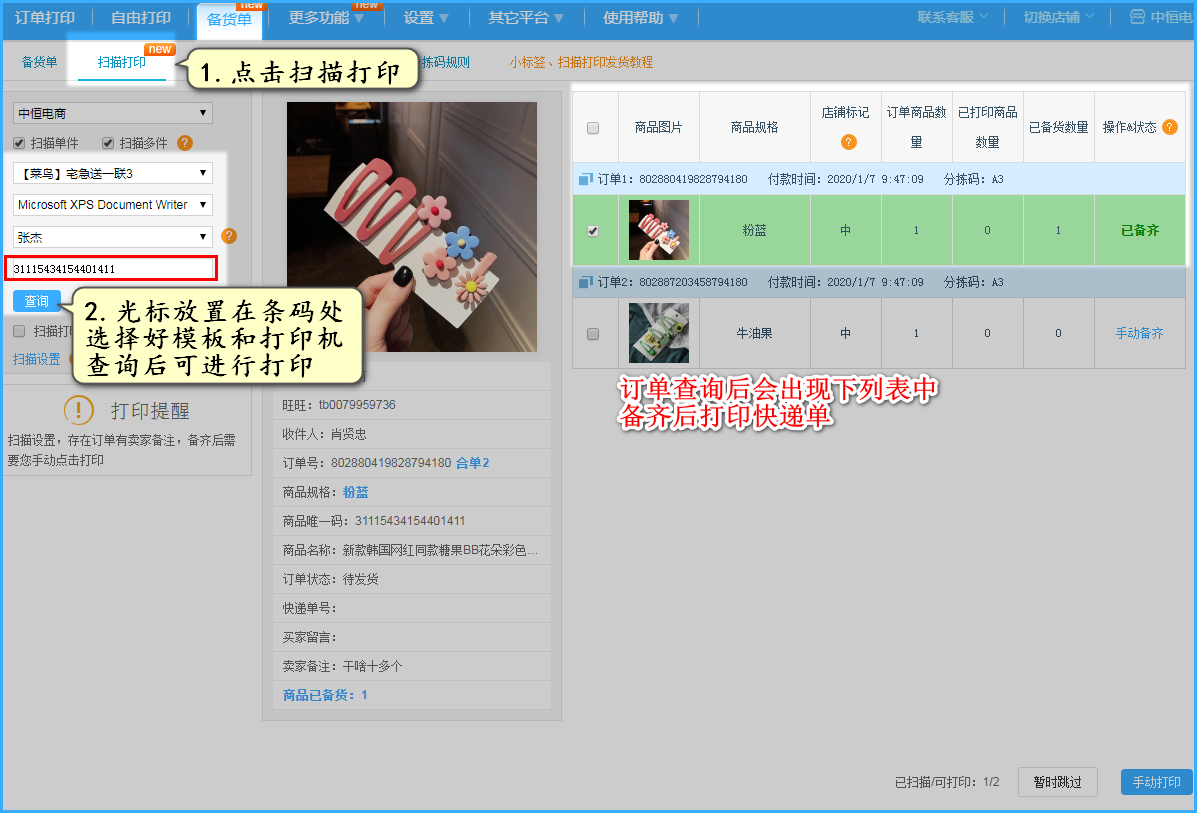 订单打印
自由打印
备货单
new
更多功能
new
设置
其它平台
使用帮助
联系客服
切换店铺
中恒电
备货单
扫描打印
new
1.点击扫描打印
拣码规则
小标签、扫描打印发货教程
中恒电商
扫描单件
扫描多件
【菜鸟】宅急送一联3
Microsoft XPS Document Writer
张杰
31115434154401411
查询
2.光标放置在条码处
选择好模板和打印机
查询后可进行打印
扫描打
扫描设置
打印提醒
扫描设置，存在订单有卖家备注，备齐后需
要您手动点击打印
旺旺：tb0079959736
收件人：肖贤忠
订单号：802880419828794180 合单2
商品规格：粉蓝
商品唯一码：31115434154401411
商品名称：新款韩国网红同款糖果BB花朵彩色...
订单状态：待发货
快递单号：
买家留言：
卖家备注：干啥十多个
商品已备货：1
商品图片
商品规格
店铺标记
订单商品数
量
已打印商品
数量
已备货数量
操作&状态
订单1：802880419828794180 付款时间：2020/1/7 9:47:09 分拣码：A3
粉蓝 中 1 0 1 已备齐
订单2：802887203458794180 付款时间：2020/1/7 9:47:09 分拣码：A3
牛油果 中 1 0 0 手动备齐
订单查询后会出现下列表中
备齐后打印快递单
已扫描/可打印：1/2
暂时跳过
手动打印